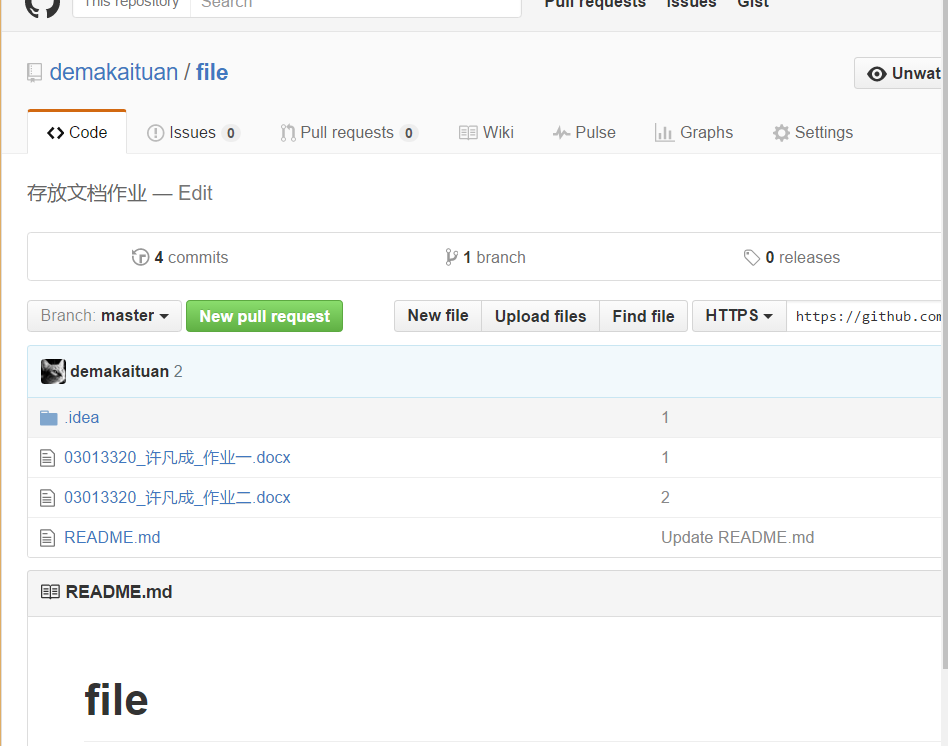 This repository Search Pull requests Issues Gist
demakaituan / file Unwat
Code Issues 0 Pull requests 0 Wiki Pulse Graphs Settings
存放文档作业 — Edit
4 commits 1 branch 0 releases
Branch: master New pull request New file Upload files Find file HTTPS https://github.com
demakaituan 2
.idea 1
03013320_许凡成_作业一.docx 1
03013320_许凡成_作业二.docx 2
README.md Update README.md
README.md
file